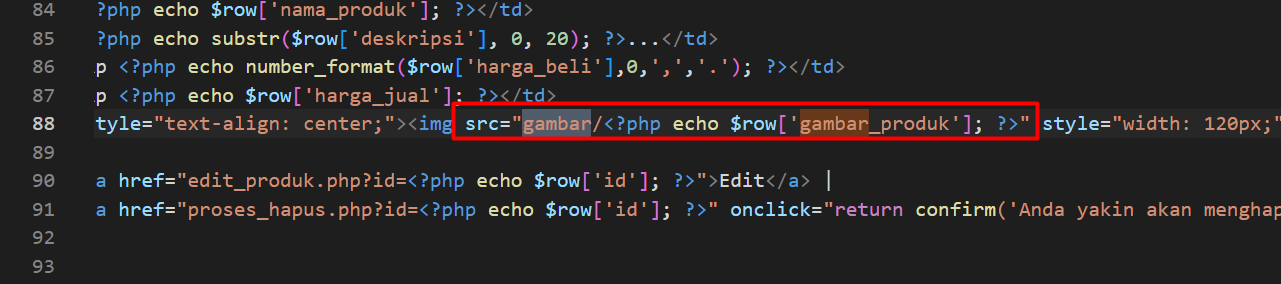 84 ?php echo $row['nama_produk']; ?></td>
85 ?php echo substr($row['deskripsi'], 0, 20); ?>...</td>
86 p <?php echo number_format($row['harga_beli'],0,',','.'); ?></td>
87 p <?php echo $row['harga_jual']; ?></td>
88 tyle="text-align: center;"><img src="gambar/<?php echo $row['gambar_produk']; ?>" style="width: 120px;"
89
90 a href="edit_produk.php?id=<?php echo $row['id']; ?>">Edit</a> |
91 a href="proses_hapus.php?id=<?php echo $row['id']; ?>" onclick="return confirm('Anda yakin akan menghap
92
93